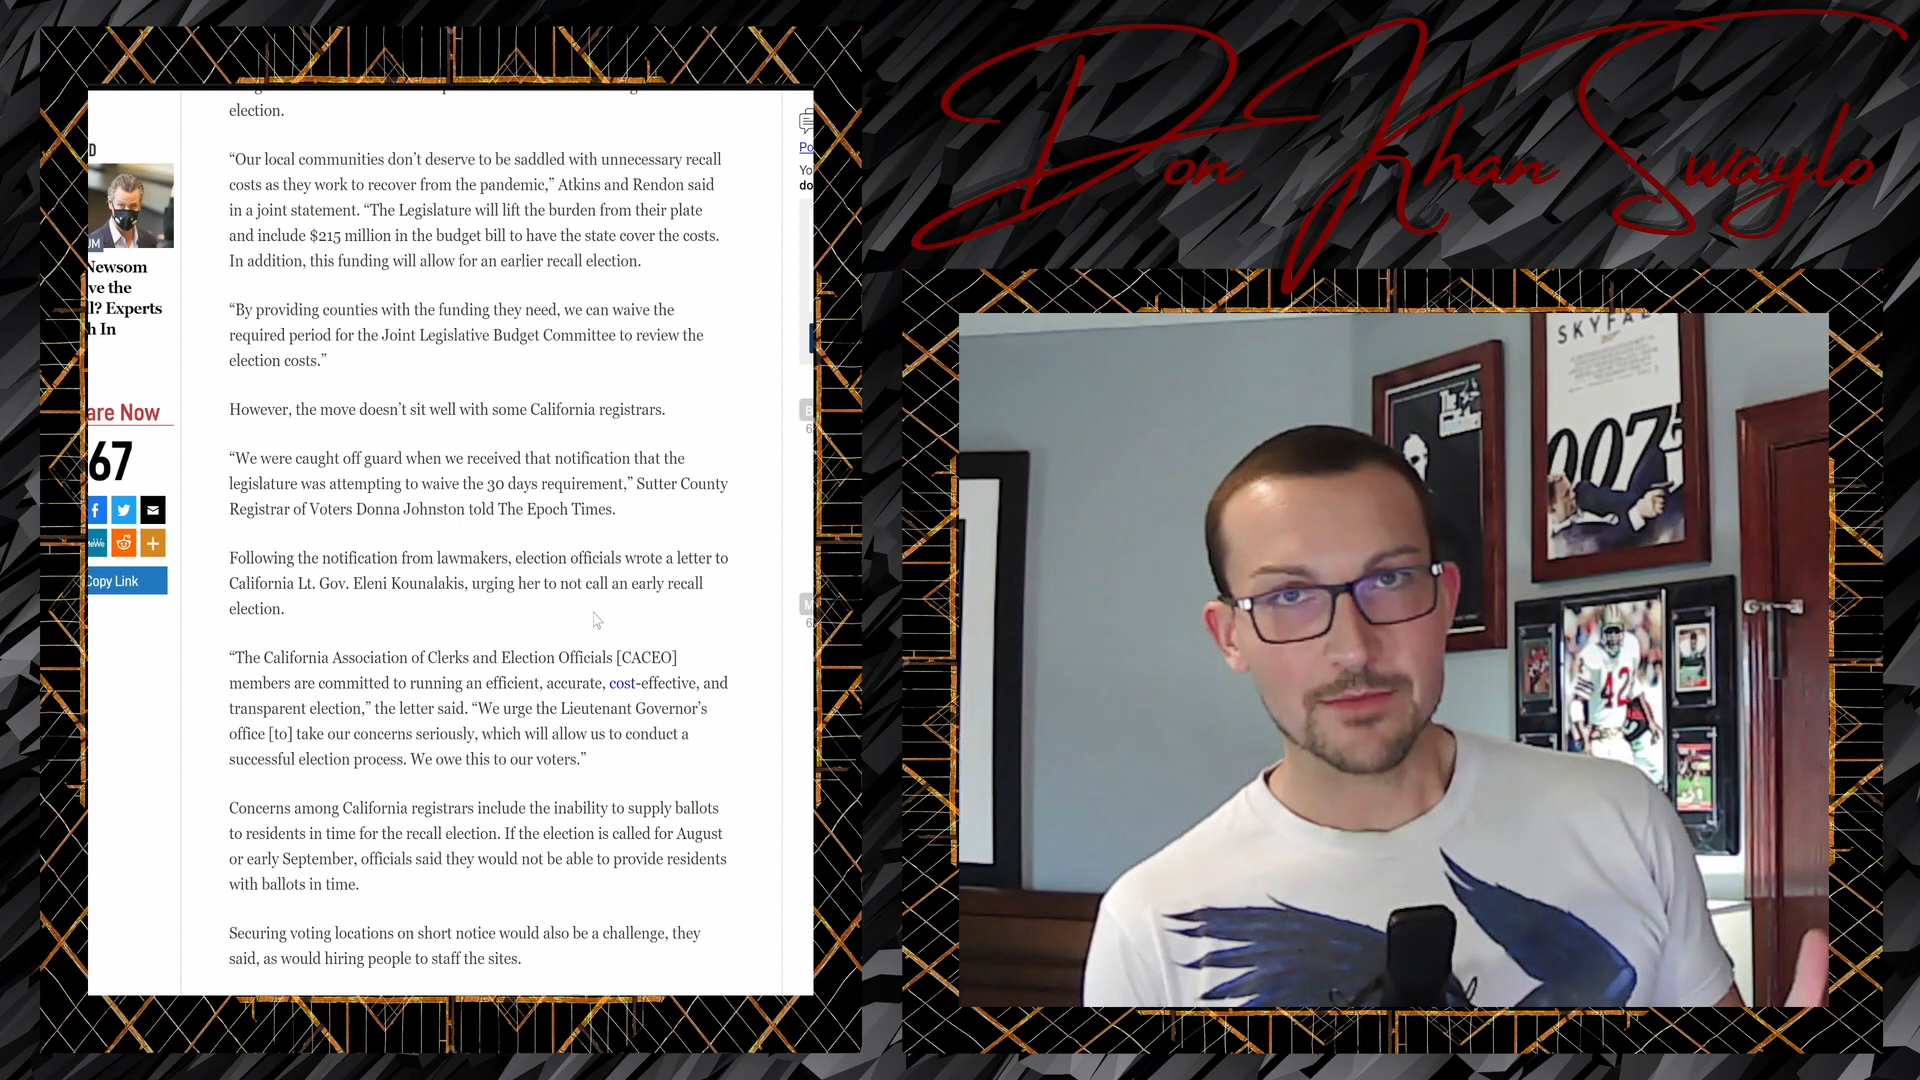 election.
“Our local communities don’t deserve to be saddled with unnecessary recall
costs as they work to recover from the pandemic,” Atkins and Rendon said
in a joint statement. “The Legislature will lift the burden from their plate
and include $215 million in the budget bill to have the state cover the costs.
In addition, this funding will allow for an earlier recall election.
“By providing counties with the funding they need, we can waive the
required period for the Joint Legislative Budget Committee to review the
election costs.”
However, the move doesn’t sit well with some California registrars.
“We were caught off guard when we received that notification that the
legislature was attempting to waive the 30 days requirement,” Sutter County
Registrar of Voters Donna Johnston told The Epoch Times.
Following the notification from lawmakers, election officials wrote a letter to
California Lt. Gov. Eleni Kounalakis, urging her to not call an early recall
election.
“The California Association of Clerks and Election Officials [CACEO]
members are committed to running an efficient, accurate, cost-effective, and
transparent election,” the letter said. “We urge the Lieutenant Governor’s
office [to] take our concerns seriously, which will allow us to conduct a
successful election process. We owe this to our voters.”
Concerns among California registrars include the inability to supply ballots
to residents in time for the recall election. If the election is called for August
or early September, officials said they would not be able to provide residents
with ballots in time.
Securing voting locations on short notice would also be a challenge, they
said, as would hiring people to staff the sites.
D
UM
Newsom
ve the
l? Experts
h In
are Now
67
MeWe
Copy Link
Po
Yo
do
B
6
M
6
Don Khan Swaylo
SKYFAL
007
The
Godfather
007
42